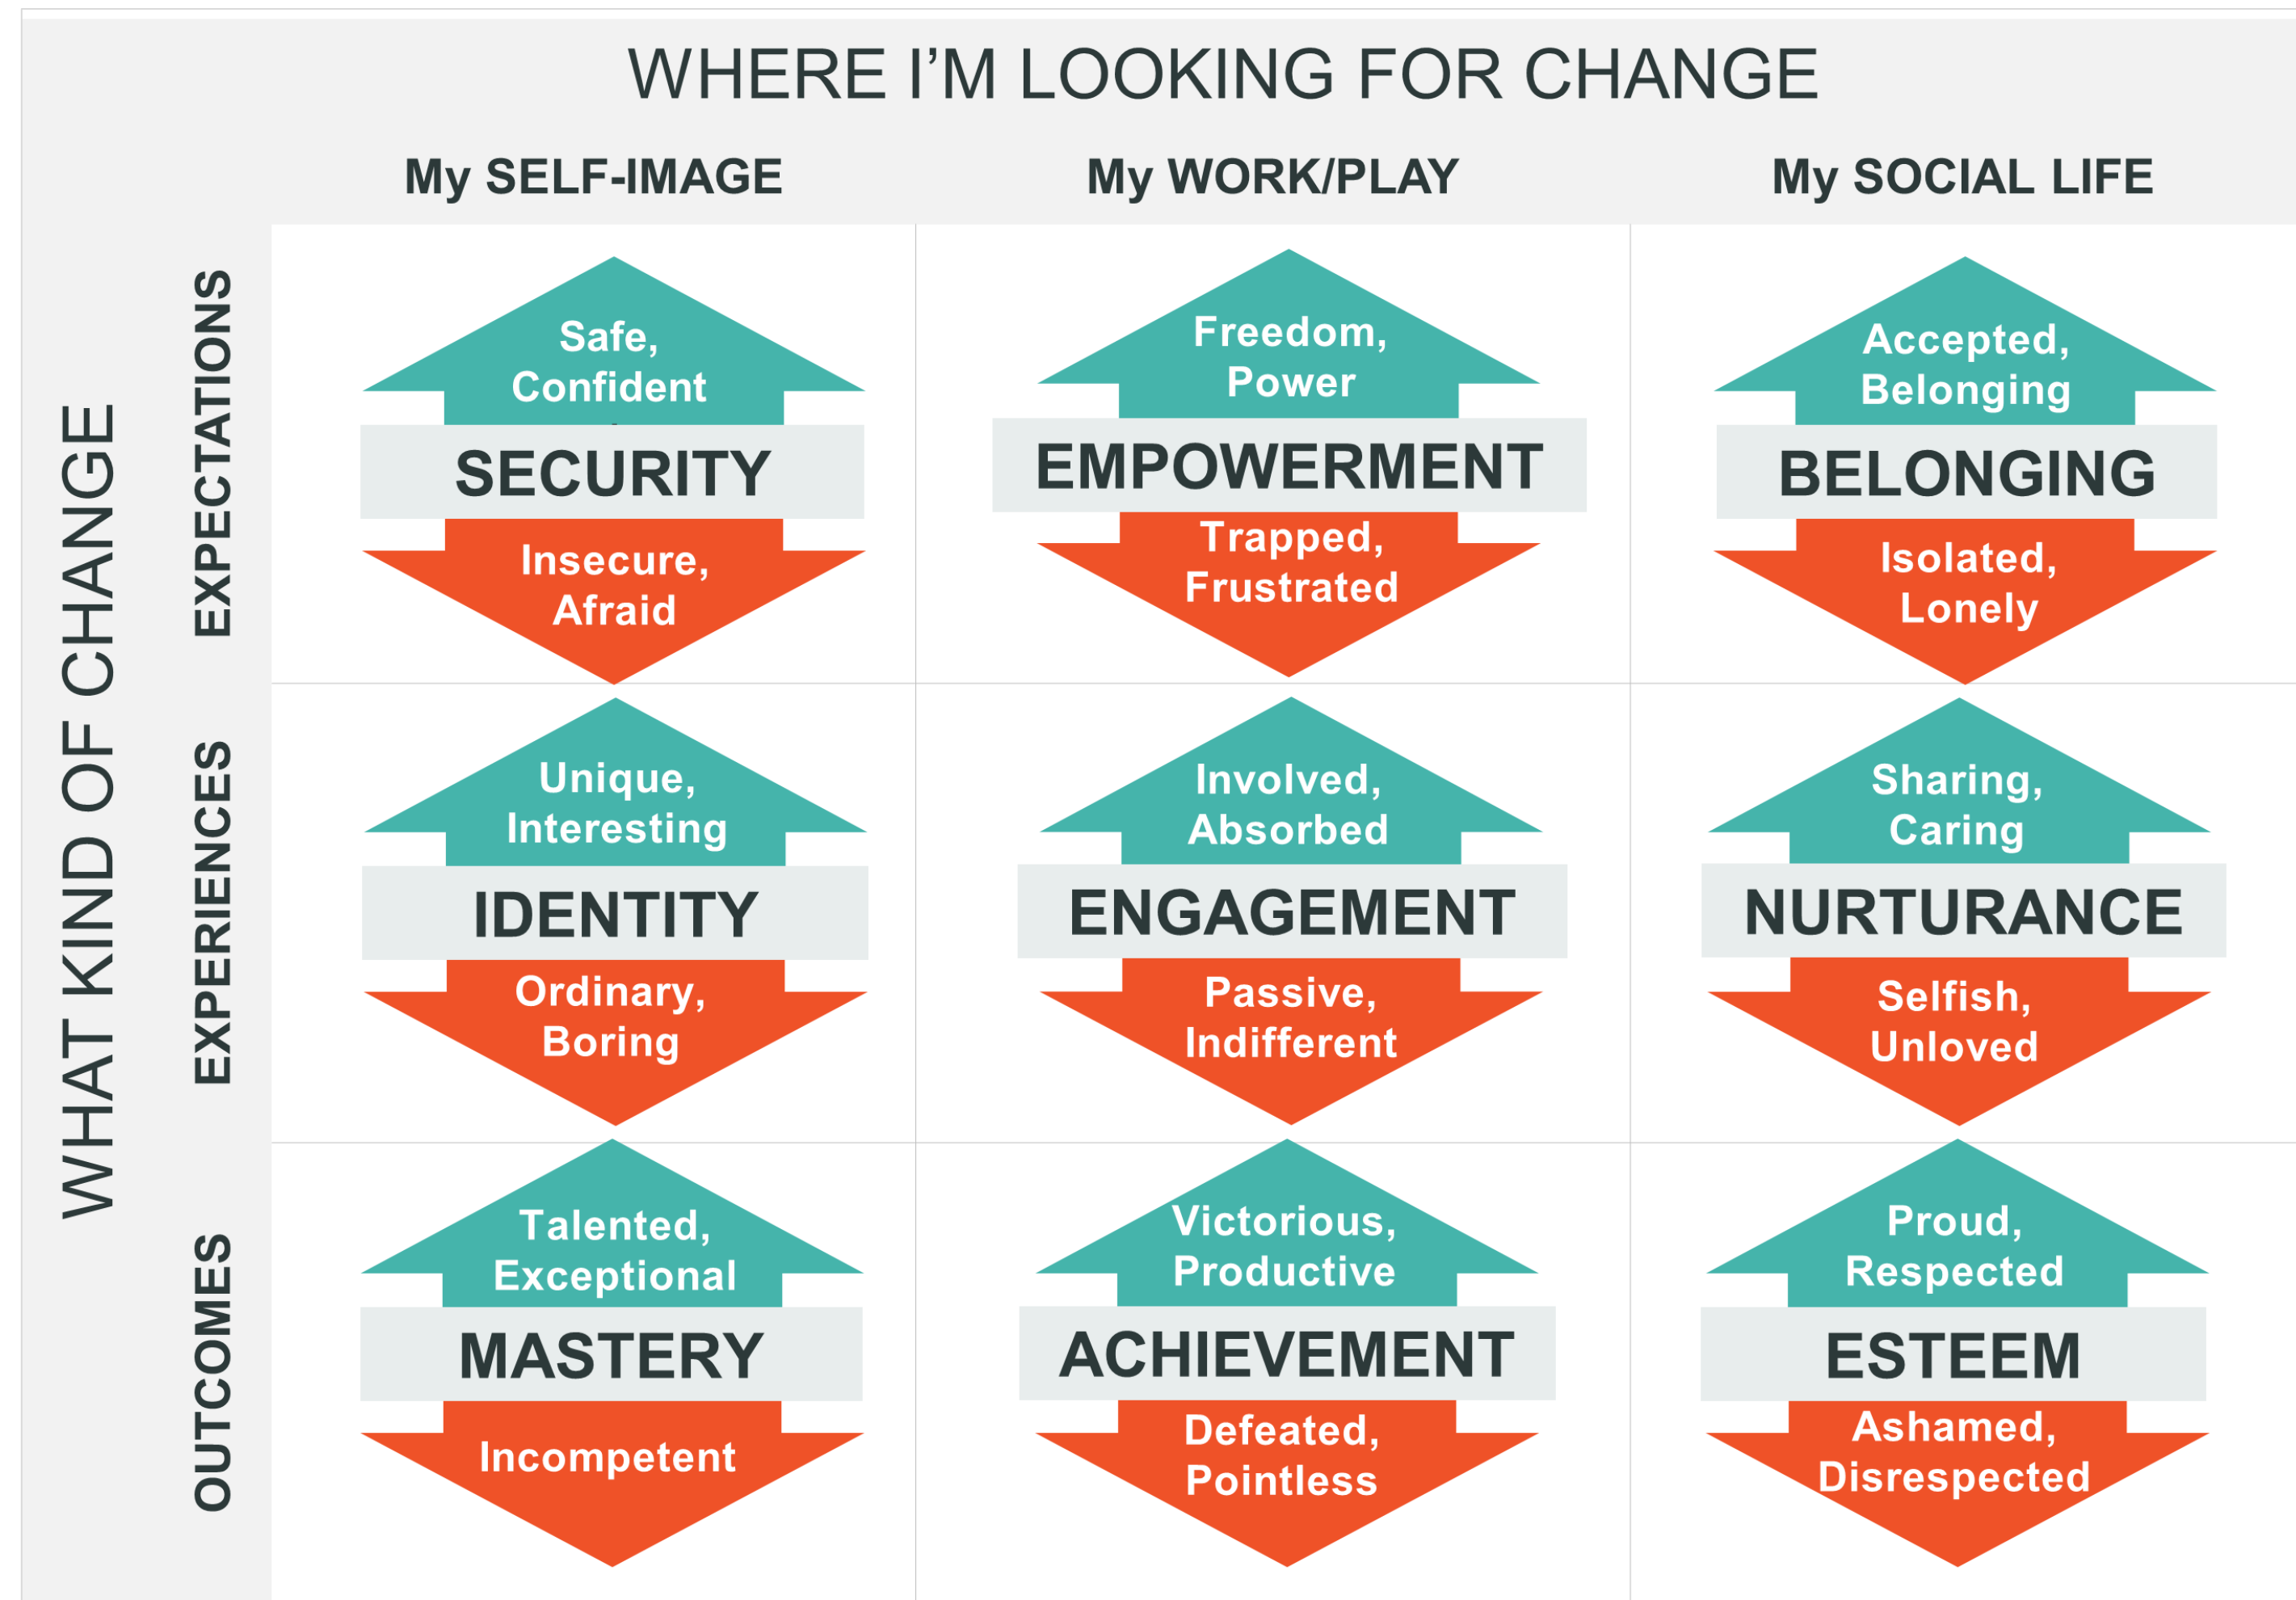 WHERE I’M LOOKING FOR CHANGE
My SELF-IMAGE
My WORK/PLAY
My SOCIAL LIFE
WHAT KIND OF CHANGE
EXPECTATIONS
Safe,
Confident
SECURITY
Insecure,
Afraid
Freedom,
Power
EMPOWERMENT
Trapped,
Frustrated
Accepted,
Belonging
BELONGING
Isolated,
Lonely
EXPERIENCES
Unique,
Interesting
IDENTITY
Ordinary,
Boring
Involved,
Absorbed
ENGAGEMENT
Passive,
Indifferent
Sharing,
Caring
NURTURANCE
Selfish,
Unloved
OUTCOMES
Talented,
Exceptional
MASTERY
Incompetent
Victorious,
Productive
ACHIEVEMENT
Defeated,
Pointless
Proud,
Respected
ESTEEM
Ashamed,
Disrespected